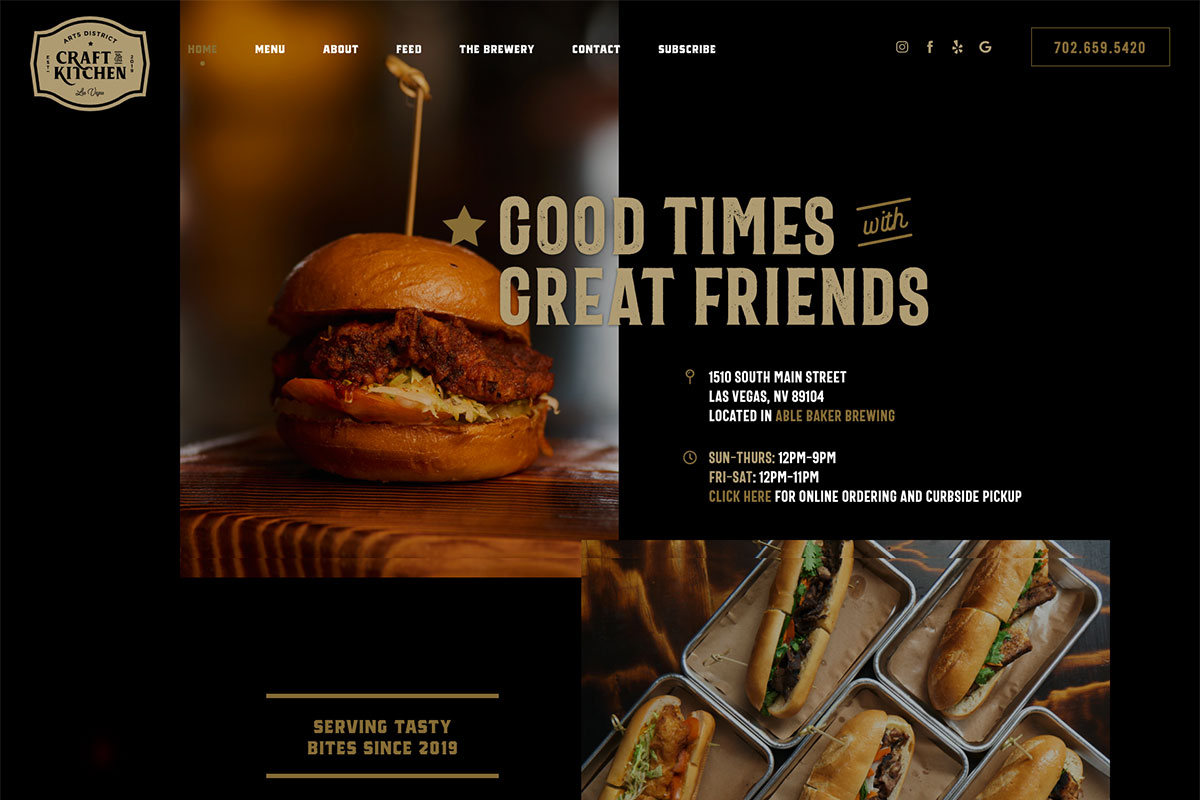 ARTS DISTRICT
EST. 2019
CRAFT
KITCHEN
Las Vegas
HOME MENU ABOUT FEED THE BREWERY CONTACT SUBSCRIBE
702.659.5420
GOOD TIMES with
GREAT FRIENDS
1510 SOUTH MAIN STREET
LAS VEGAS, NV 89104
LOCATED IN ABLE BAKER BREWING
SUN-THURS: 12PM-9PM
FRI-SAT: 12PM-11PM
CLICK HERE FOR ONLINE ORDERING AND CURBSIDE PICKUP
SERVING TASTY
BITES SINCE 2019